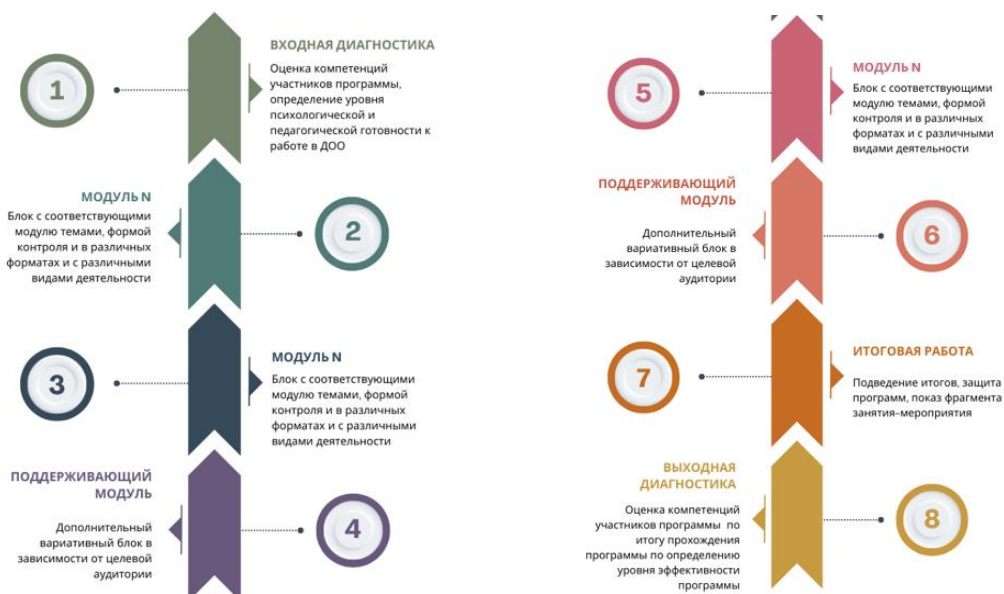 1
ВХОДНАЯ ДИАГНОСТИКА
Оценка компетенций
участников программы,
определение уровня
психологической и
педагогической готовности к
работе в ДОО
МОДУЛЬ N
Блок с соответствующими
модулю темами, формой
контроля и в различных
форматах и с различными
видами деятельности
2
3
МОДУЛЬ N
Блок с соответствующими
модулю темами, формой
контроля и в различных
форматах и с различными
видами деятельности
ПОДДЕРЖИВАЮЩИЙ
МОДУЛЬ
Дополнительный
вариативный блок в
зависимости от целевой
аудитории
4
5
МОДУЛЬ N
Блок с соответствующими
модулю темами, формой
контроля и в различных
форматах и с различными
видами деятельности
ПОДДЕРЖИВАЮЩИЙ
МОДУЛЬ
Дополнительный
вариативный блок в
зависимости от целевой
аудитории
6
7
ИТОГОВАЯ РАБОТА
Подведение итогов, защита
программ, показ фрагмента
занятия-мероприятия
ВЫХОДНАЯ
ДИАГНОСТИКА
Оценка компетенций
участников программы по
итогу прохождения
программы по определению
уровня эффективности
программы
8